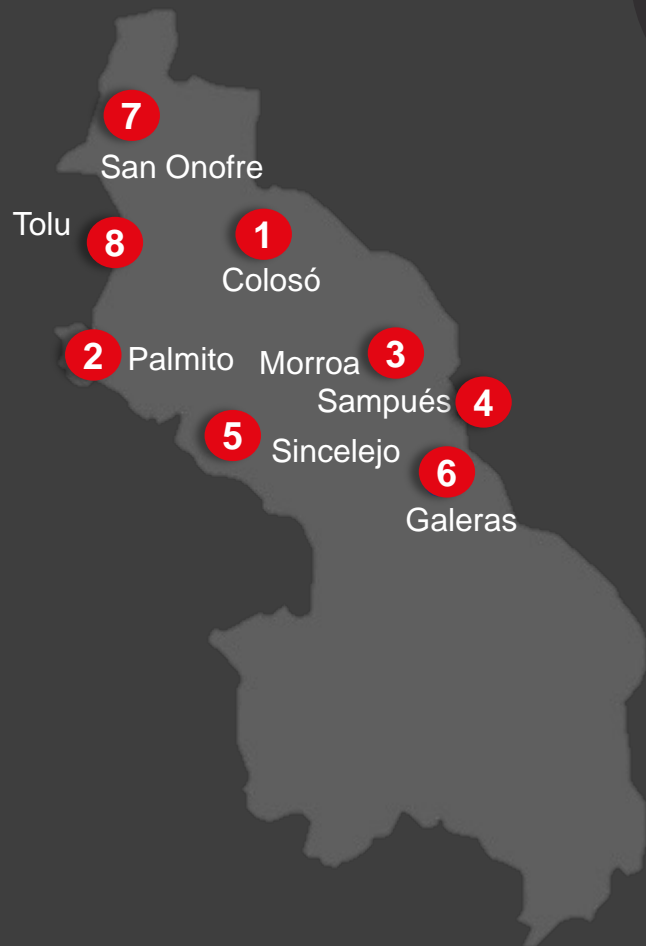 7
San Onofre
Tolu
8
1
Colosó
2
Palmito
Morroa
3
Sampués
4
5
Sincelejo
6
Galeras